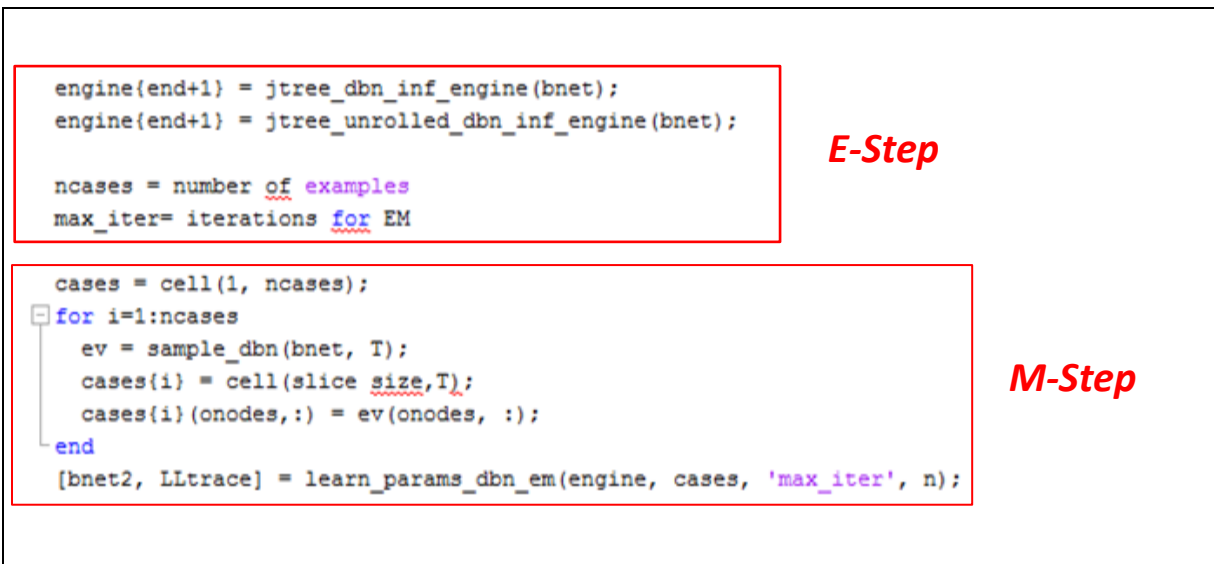 engine{end+1} = jtree_dbn_inf_engine(bnet);
engine{end+1} = jtree_unrolled_dbn_inf_engine(bnet);
E-Step
ncases = number of examples
max_iter= iterations for EM
cases = cell(1, ncases);
for i=1:ncases
ev = sample_dbn(bnet, T);
cases{i} = cell(slice size,T);
M-Step
cases{i}(onodes,:) = ev(onodes, :);
end
[bnet2, LLtrace] = learn_params_dbn_em(engine, cases, 'max_iter', n);